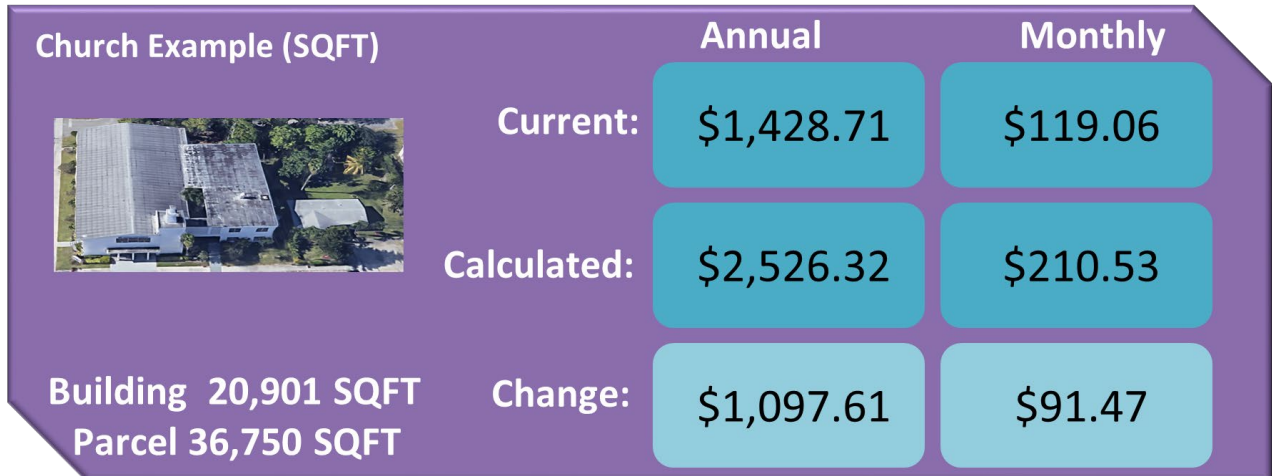 Church Example (SQFT)
Annual Monthly
Current: $1,428.71 $119.06
Calculated: $2,526.32 $210.53
Change: $1,097.61 $91.47
Building 20,901 SQFT
Parcel 36,750 SQFT